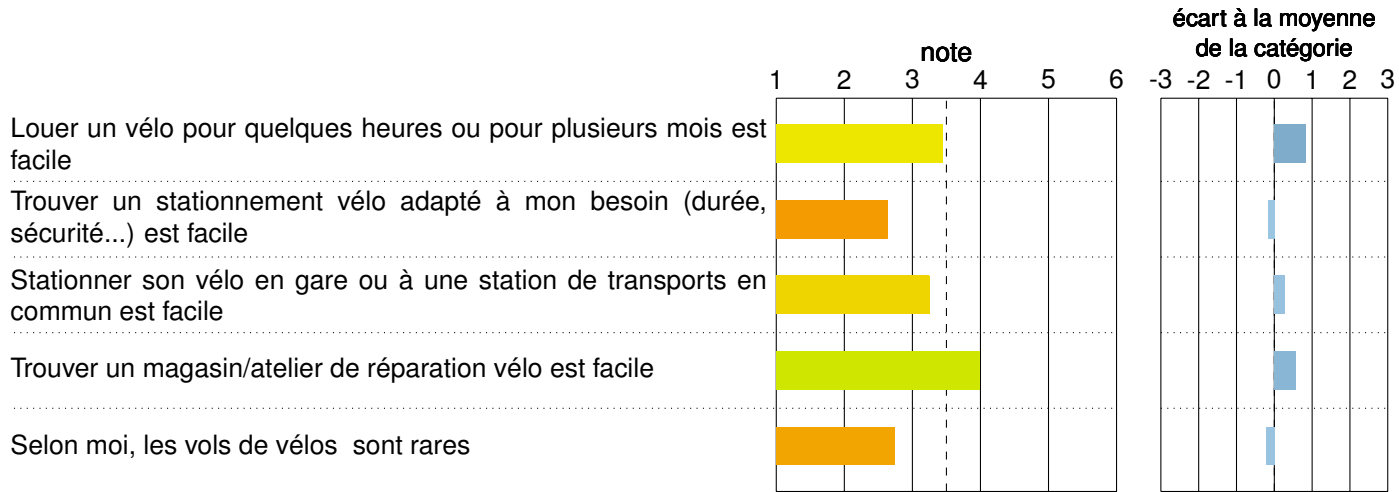 écart à la moyenne
de la catégorie
note
1 2 3 4 5 6
-3 -2 -1 0 1 2 3
Louer un vélo pour quelques heures ou pour plusieurs mois est
facile
Trouver un stationnement vélo adapté à mon besoin (durée,
sécurité...) est facile
Stationner son vélo en gare ou à une station de transports en
commun est facile
Trouver un magasin/atelier de réparation vélo est facile
Selon moi, les vols de vélos sont rares